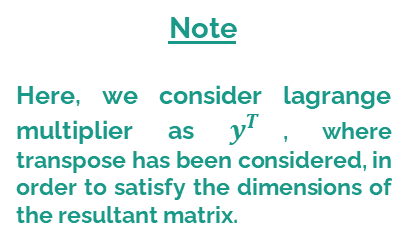 Note
Here, we consider lagrange
multiplier as $y^T$ , where
transpose has been considered, in
order to satisfy the dimensions of
the resultant matrix.